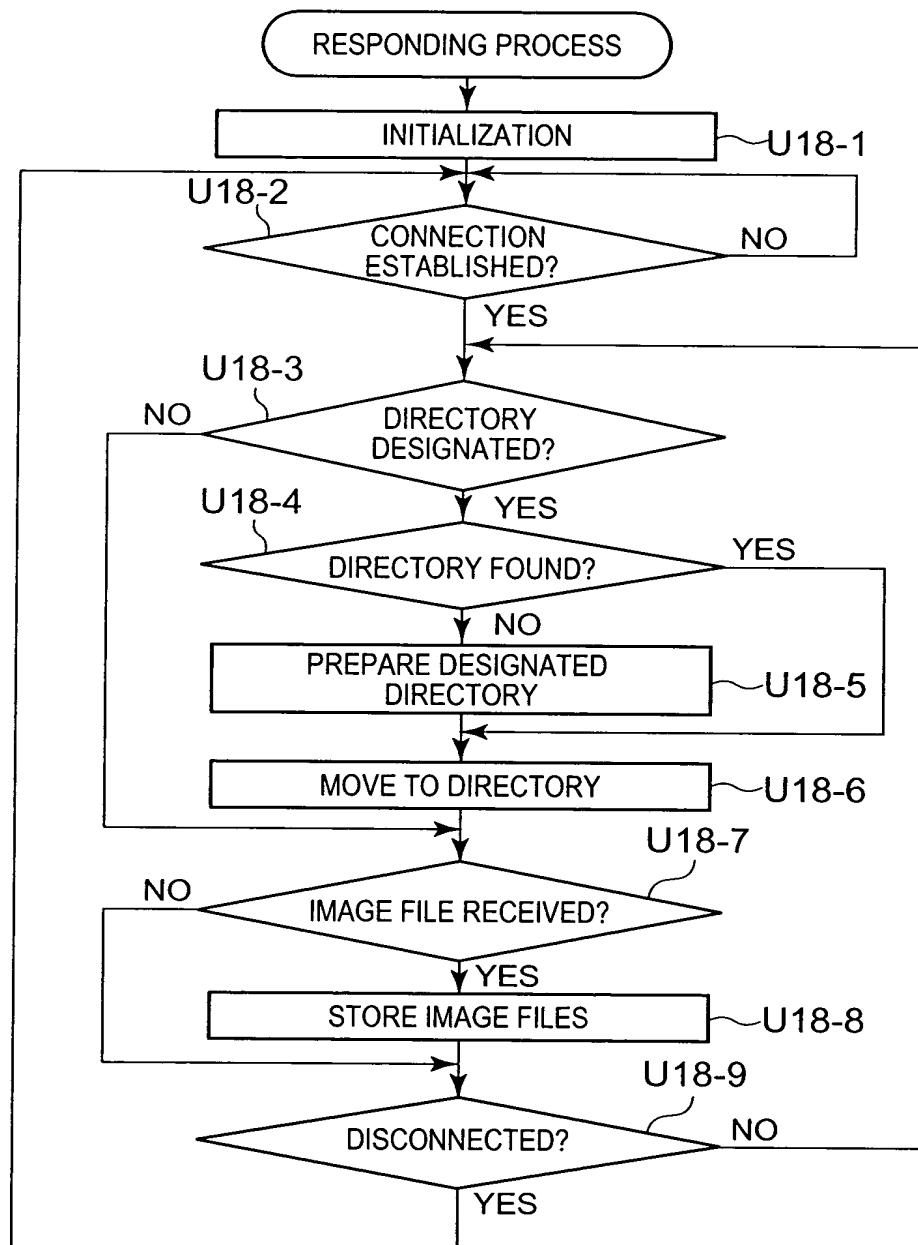 RESPONDING PROCESS
INITIALIZATION
U18-1
U18-2
CONNECTION
ESTABLISHED?
NO
YES
U18-3
NO
DIRECTORY
DESIGNATED?
YES
U18-4
DIRECTORY FOUND?
YES
NO
PREPARE DESIGNATED
DIRECTORY
U18-5
MOVE TO DIRECTORY
U18-6
U18-7
NO
IMAGE FILE RECEIVED?
YES
STORE IMAGE FILES
U18-8
U18-9
DISCONNECTED?
NO
YES